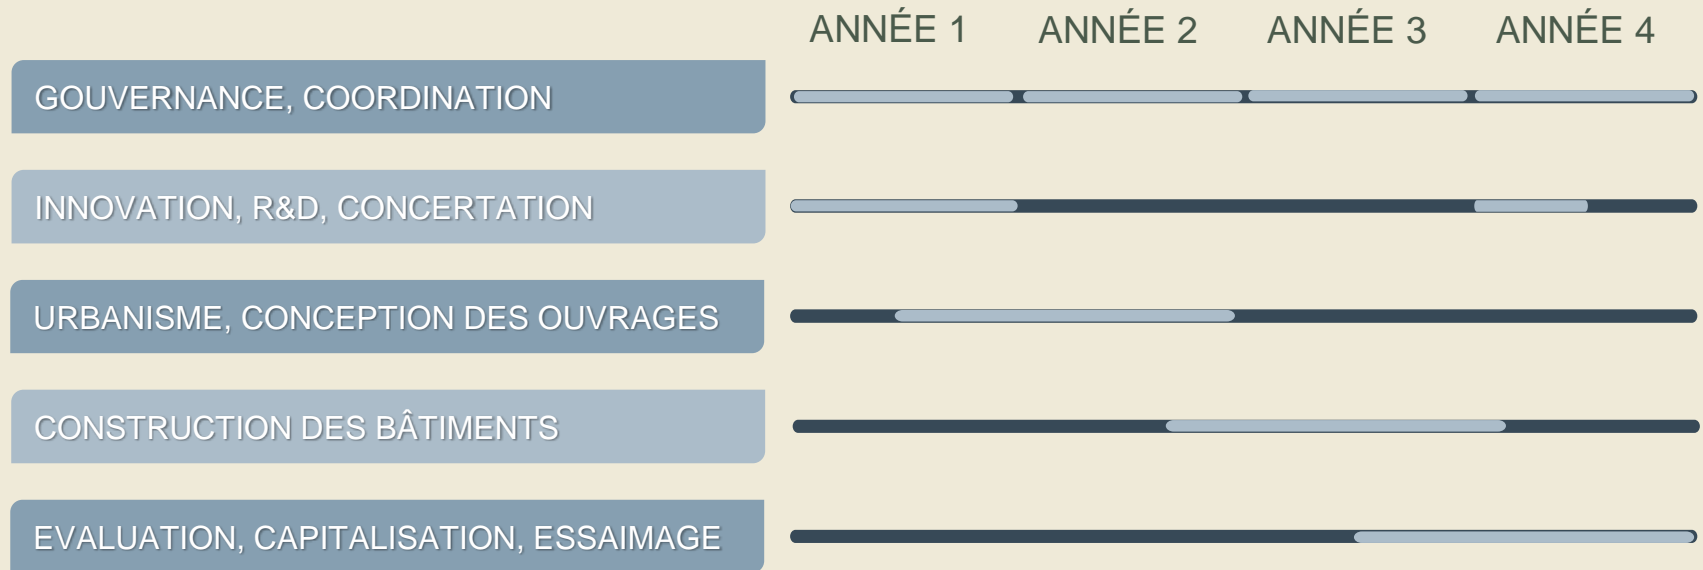 ANNÉE 1 ANNÉE 2 ANNÉE 3 ANNÉE 4
GOUVERNANCE, COORDINATION
INNOVATION, R&D, CONCERTATION
URBANISME, CONCEPTION DES OUVRAGES
CONSTRUCTION DES BÂTIMENTS
EVALUATION, CAPITALISATION, ESSAIMAGE